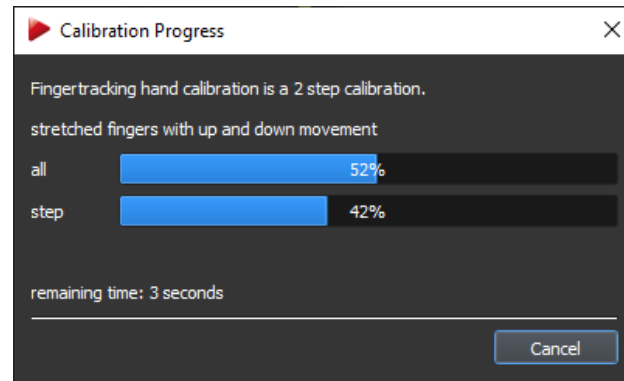 Calibration Progress
Fingertracking hand calibration is a 2 step calibration.
stretched fingers with up and down movement
all 52%
step 42%
remaining time: 3 seconds
Cancel